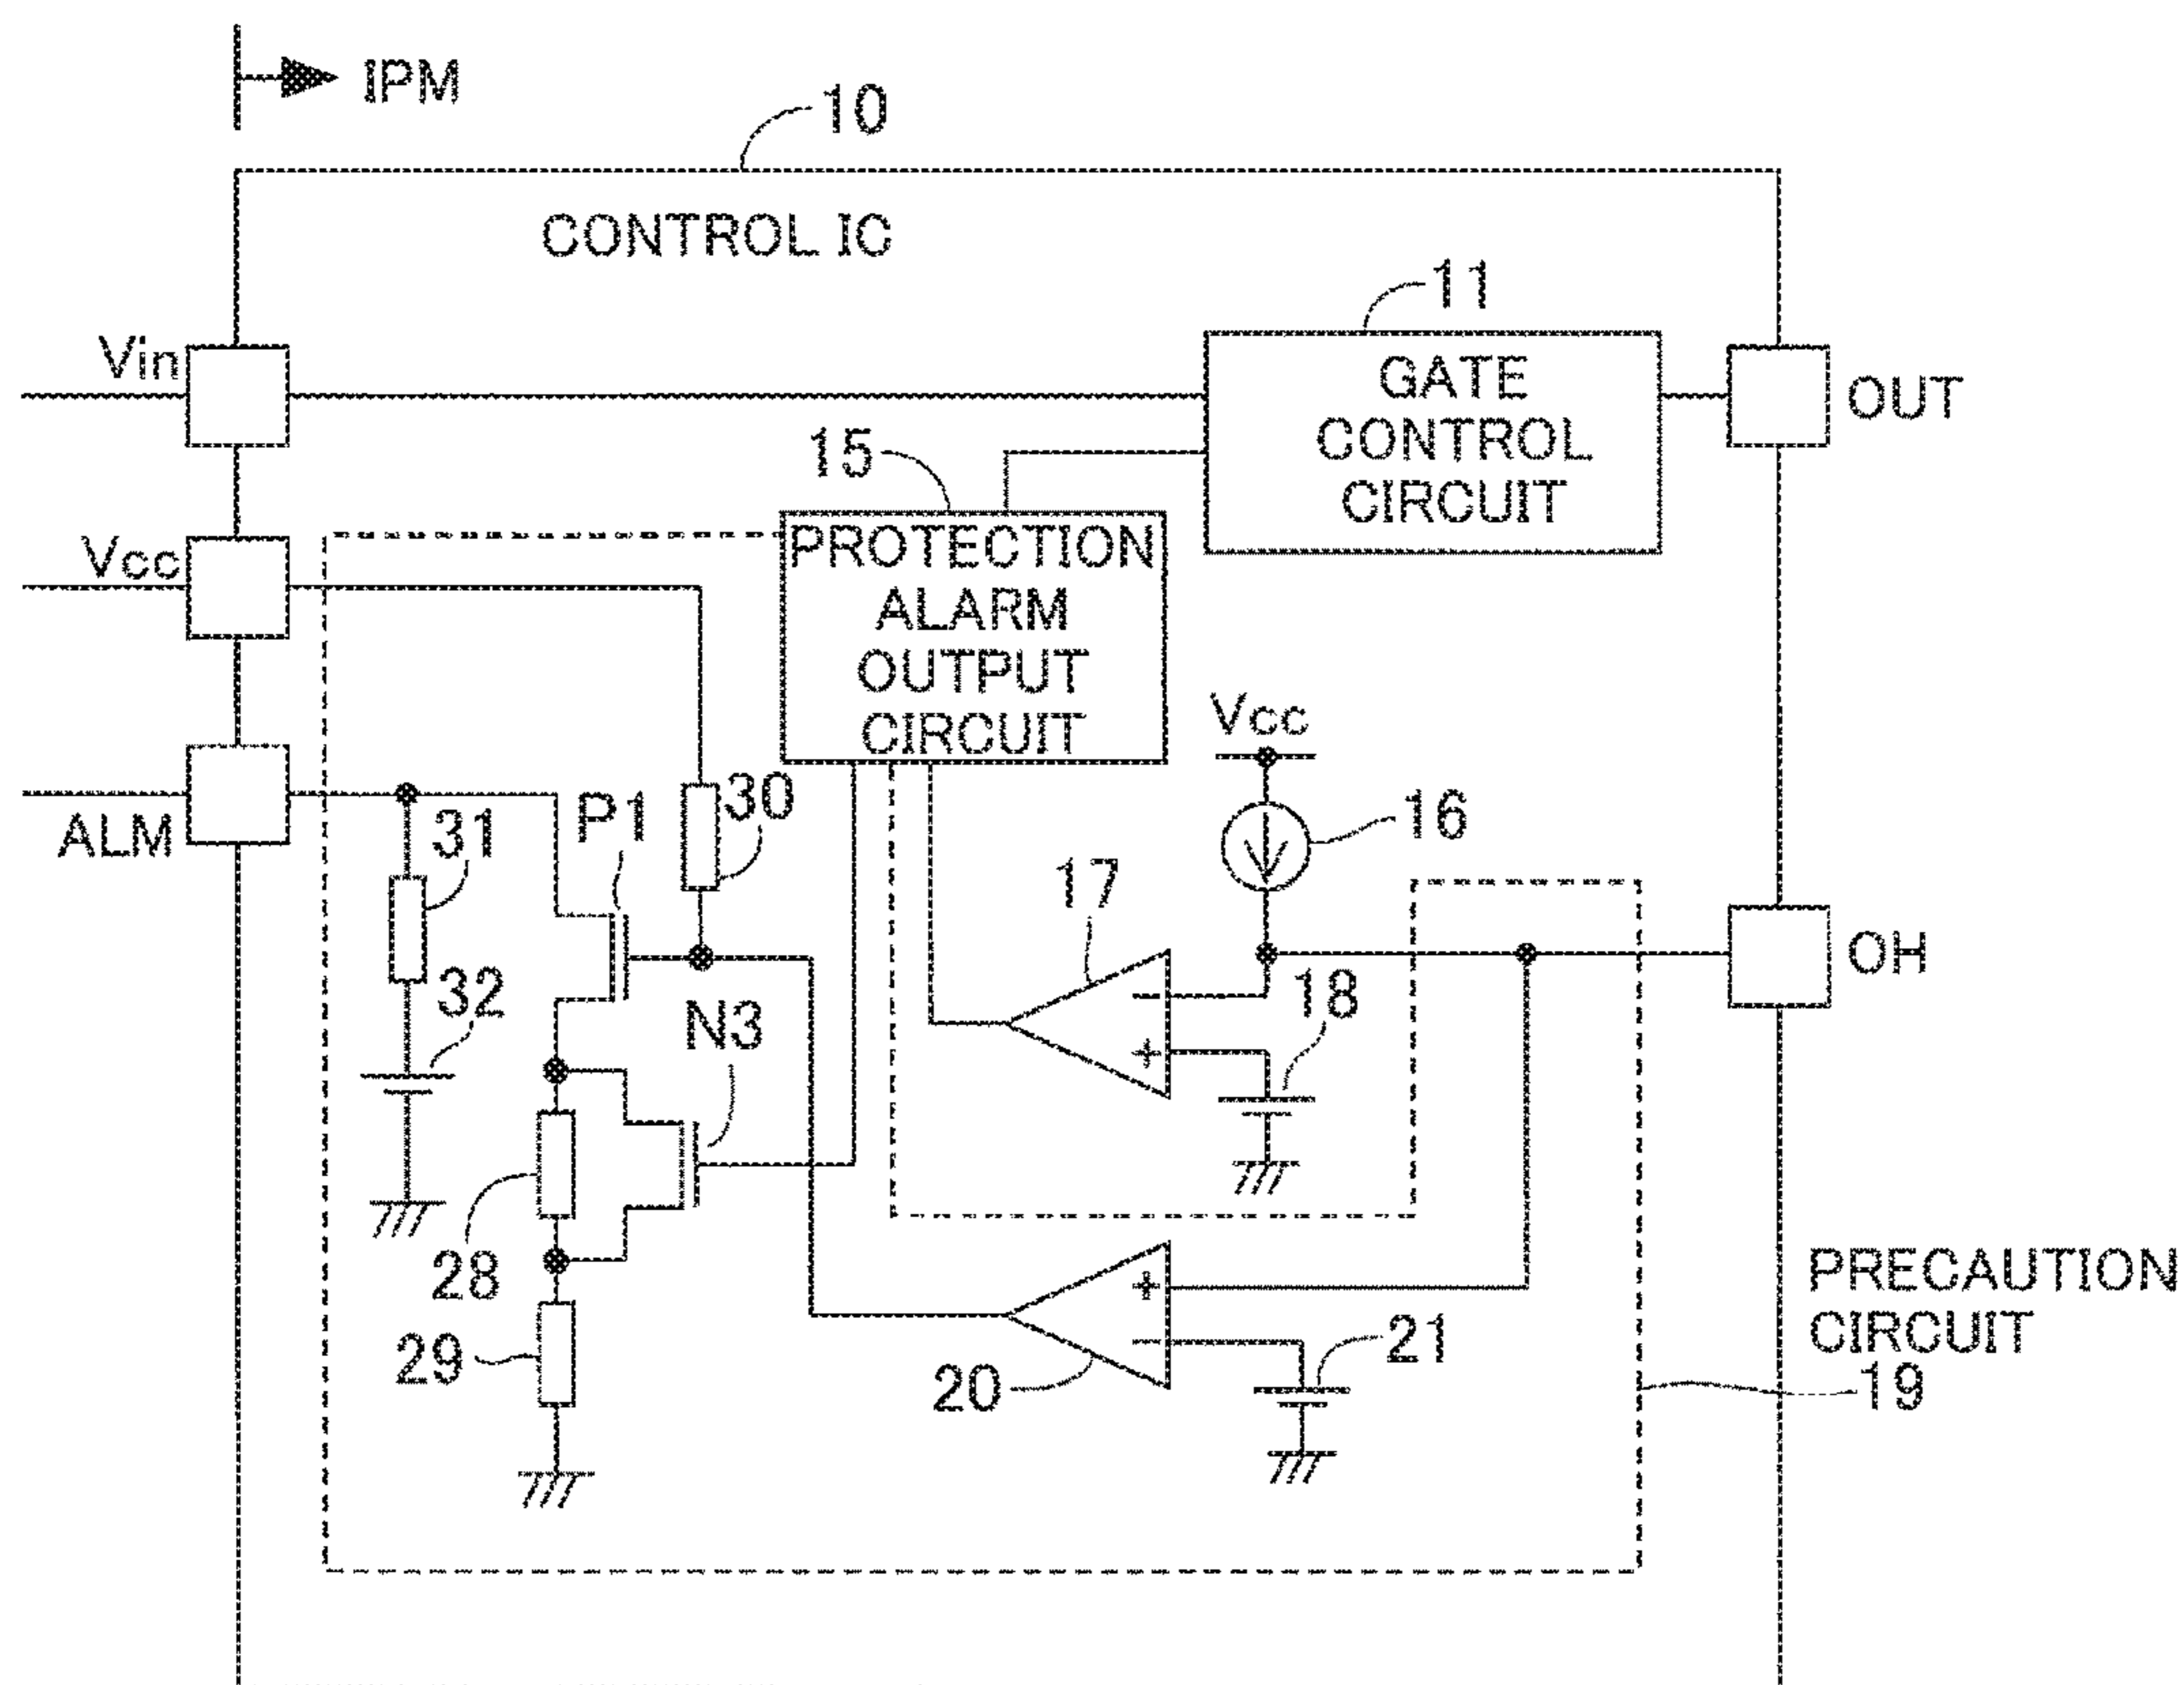 IPM
10
CONTROL IC
11
Vin
GATE
CONTROL
CIRCUIT
OUT
15
Vcc
PROTECTION
ALARM
OUTPUT
CIRCUIT
Vcc
ALM
31
P1
30
16
17
OH
32
N3
18
28
29
20
21
PRECAUTION
CIRCUIT
19
+
−
+
−